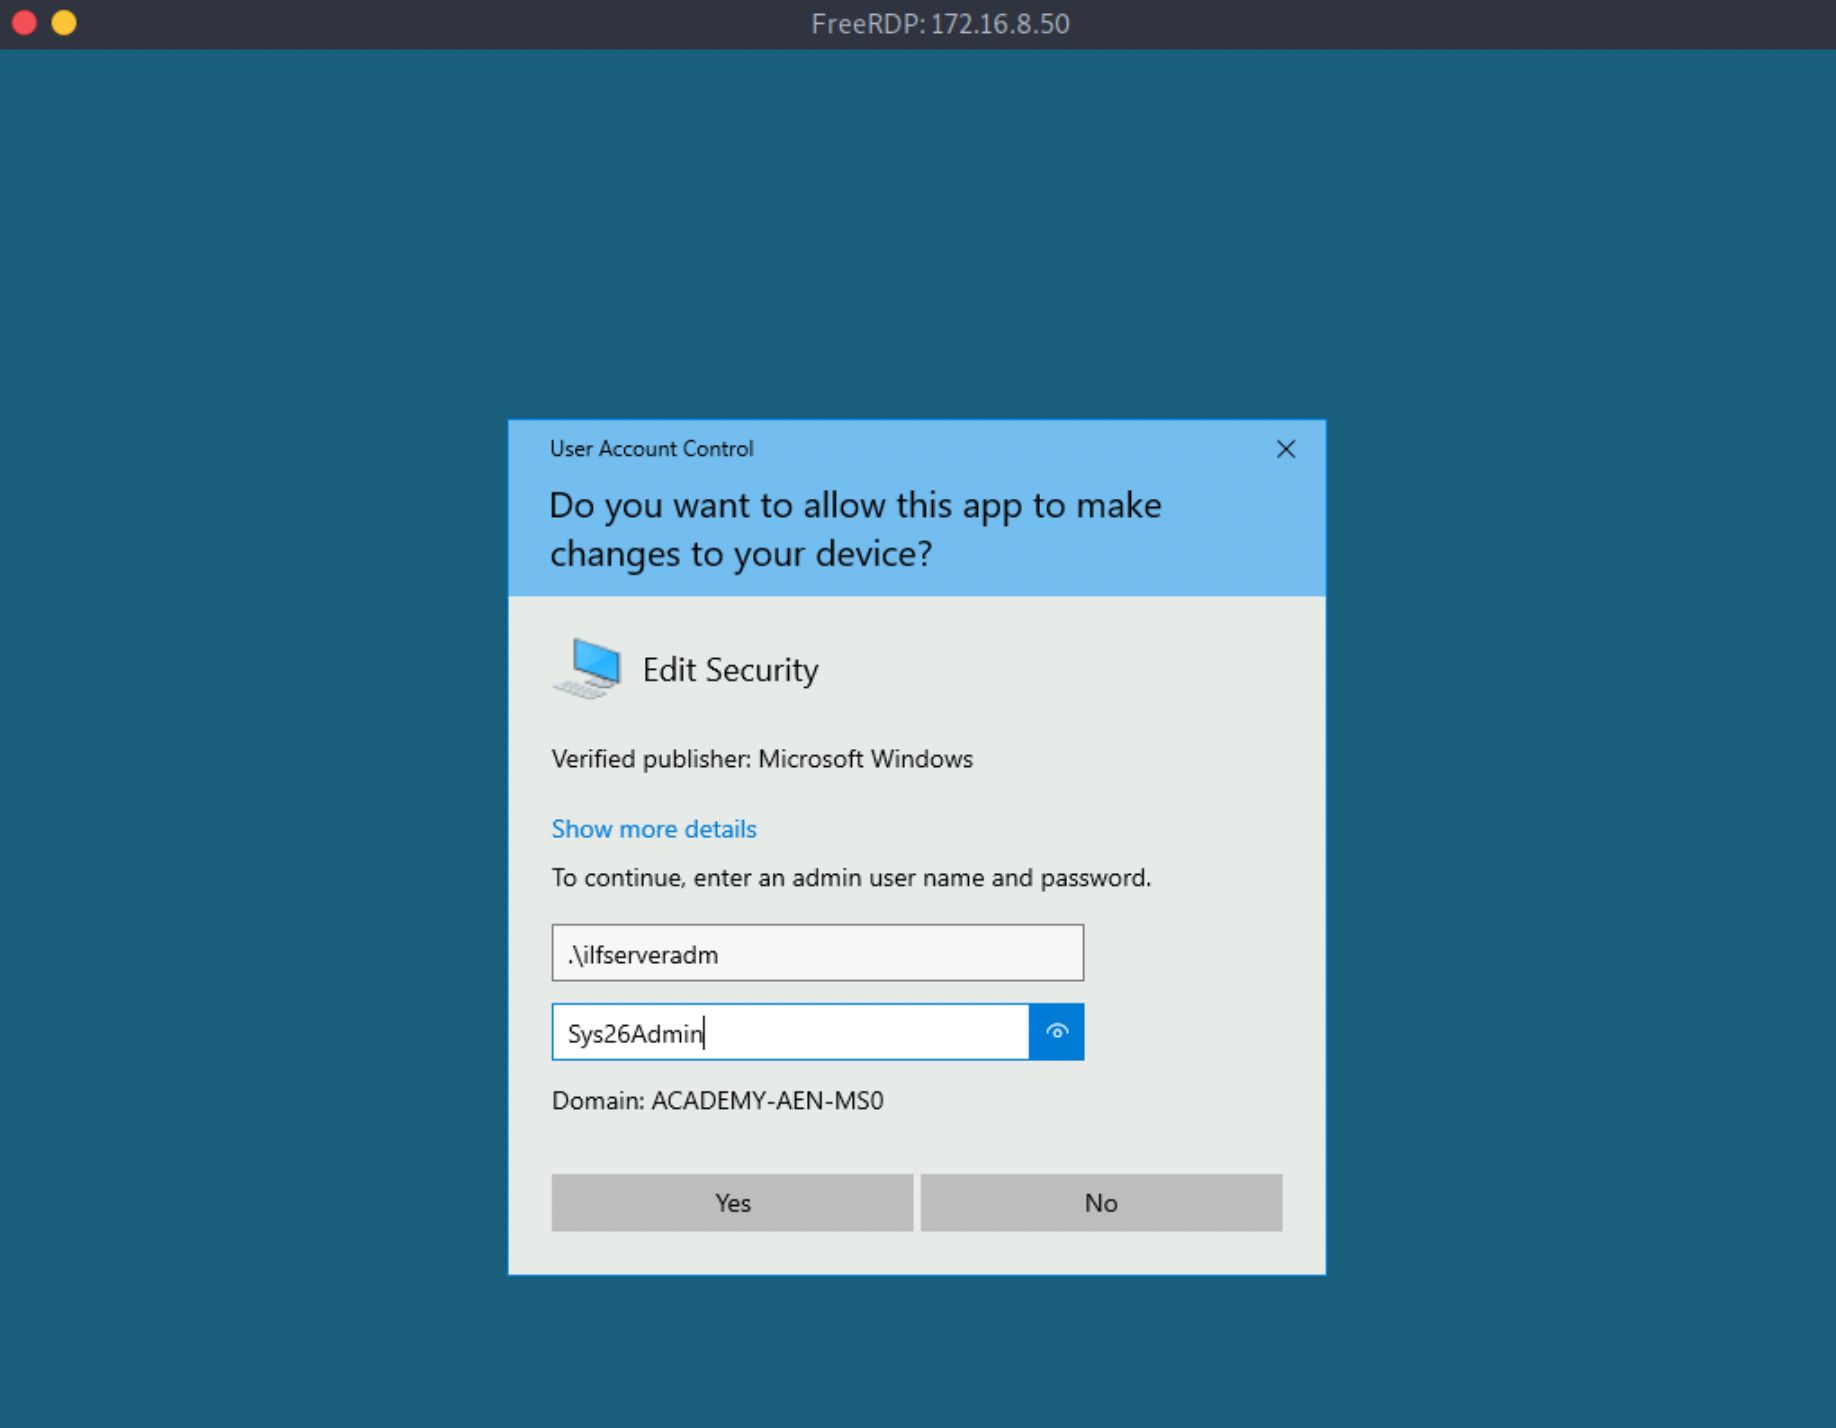 FreeRDP: 172.16.8.50
User Account Control
Do you want to allow this app to make
changes to your device?
Edit Security
Verified publisher: Microsoft Windows
Show more details
To continue, enter an admin user name and password.
.\ilfserveradm
Sys26Admin
Domain: ACADEMY-AEN-MS0
Yes
No